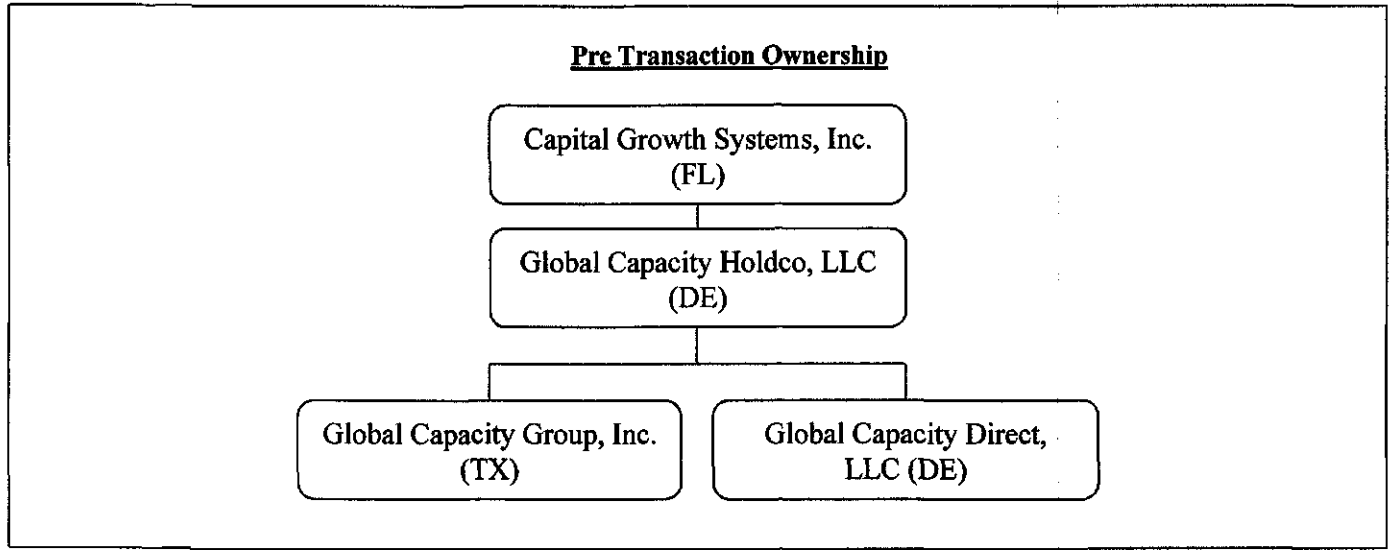 Pre Transaction Ownership
Capital Growth Systems, Inc.
(FL)
Global Capacity Holdco, LLC
(DE)
Global Capacity Group, Inc.
(TX)
Global Capacity Direct,
LLC (DE)